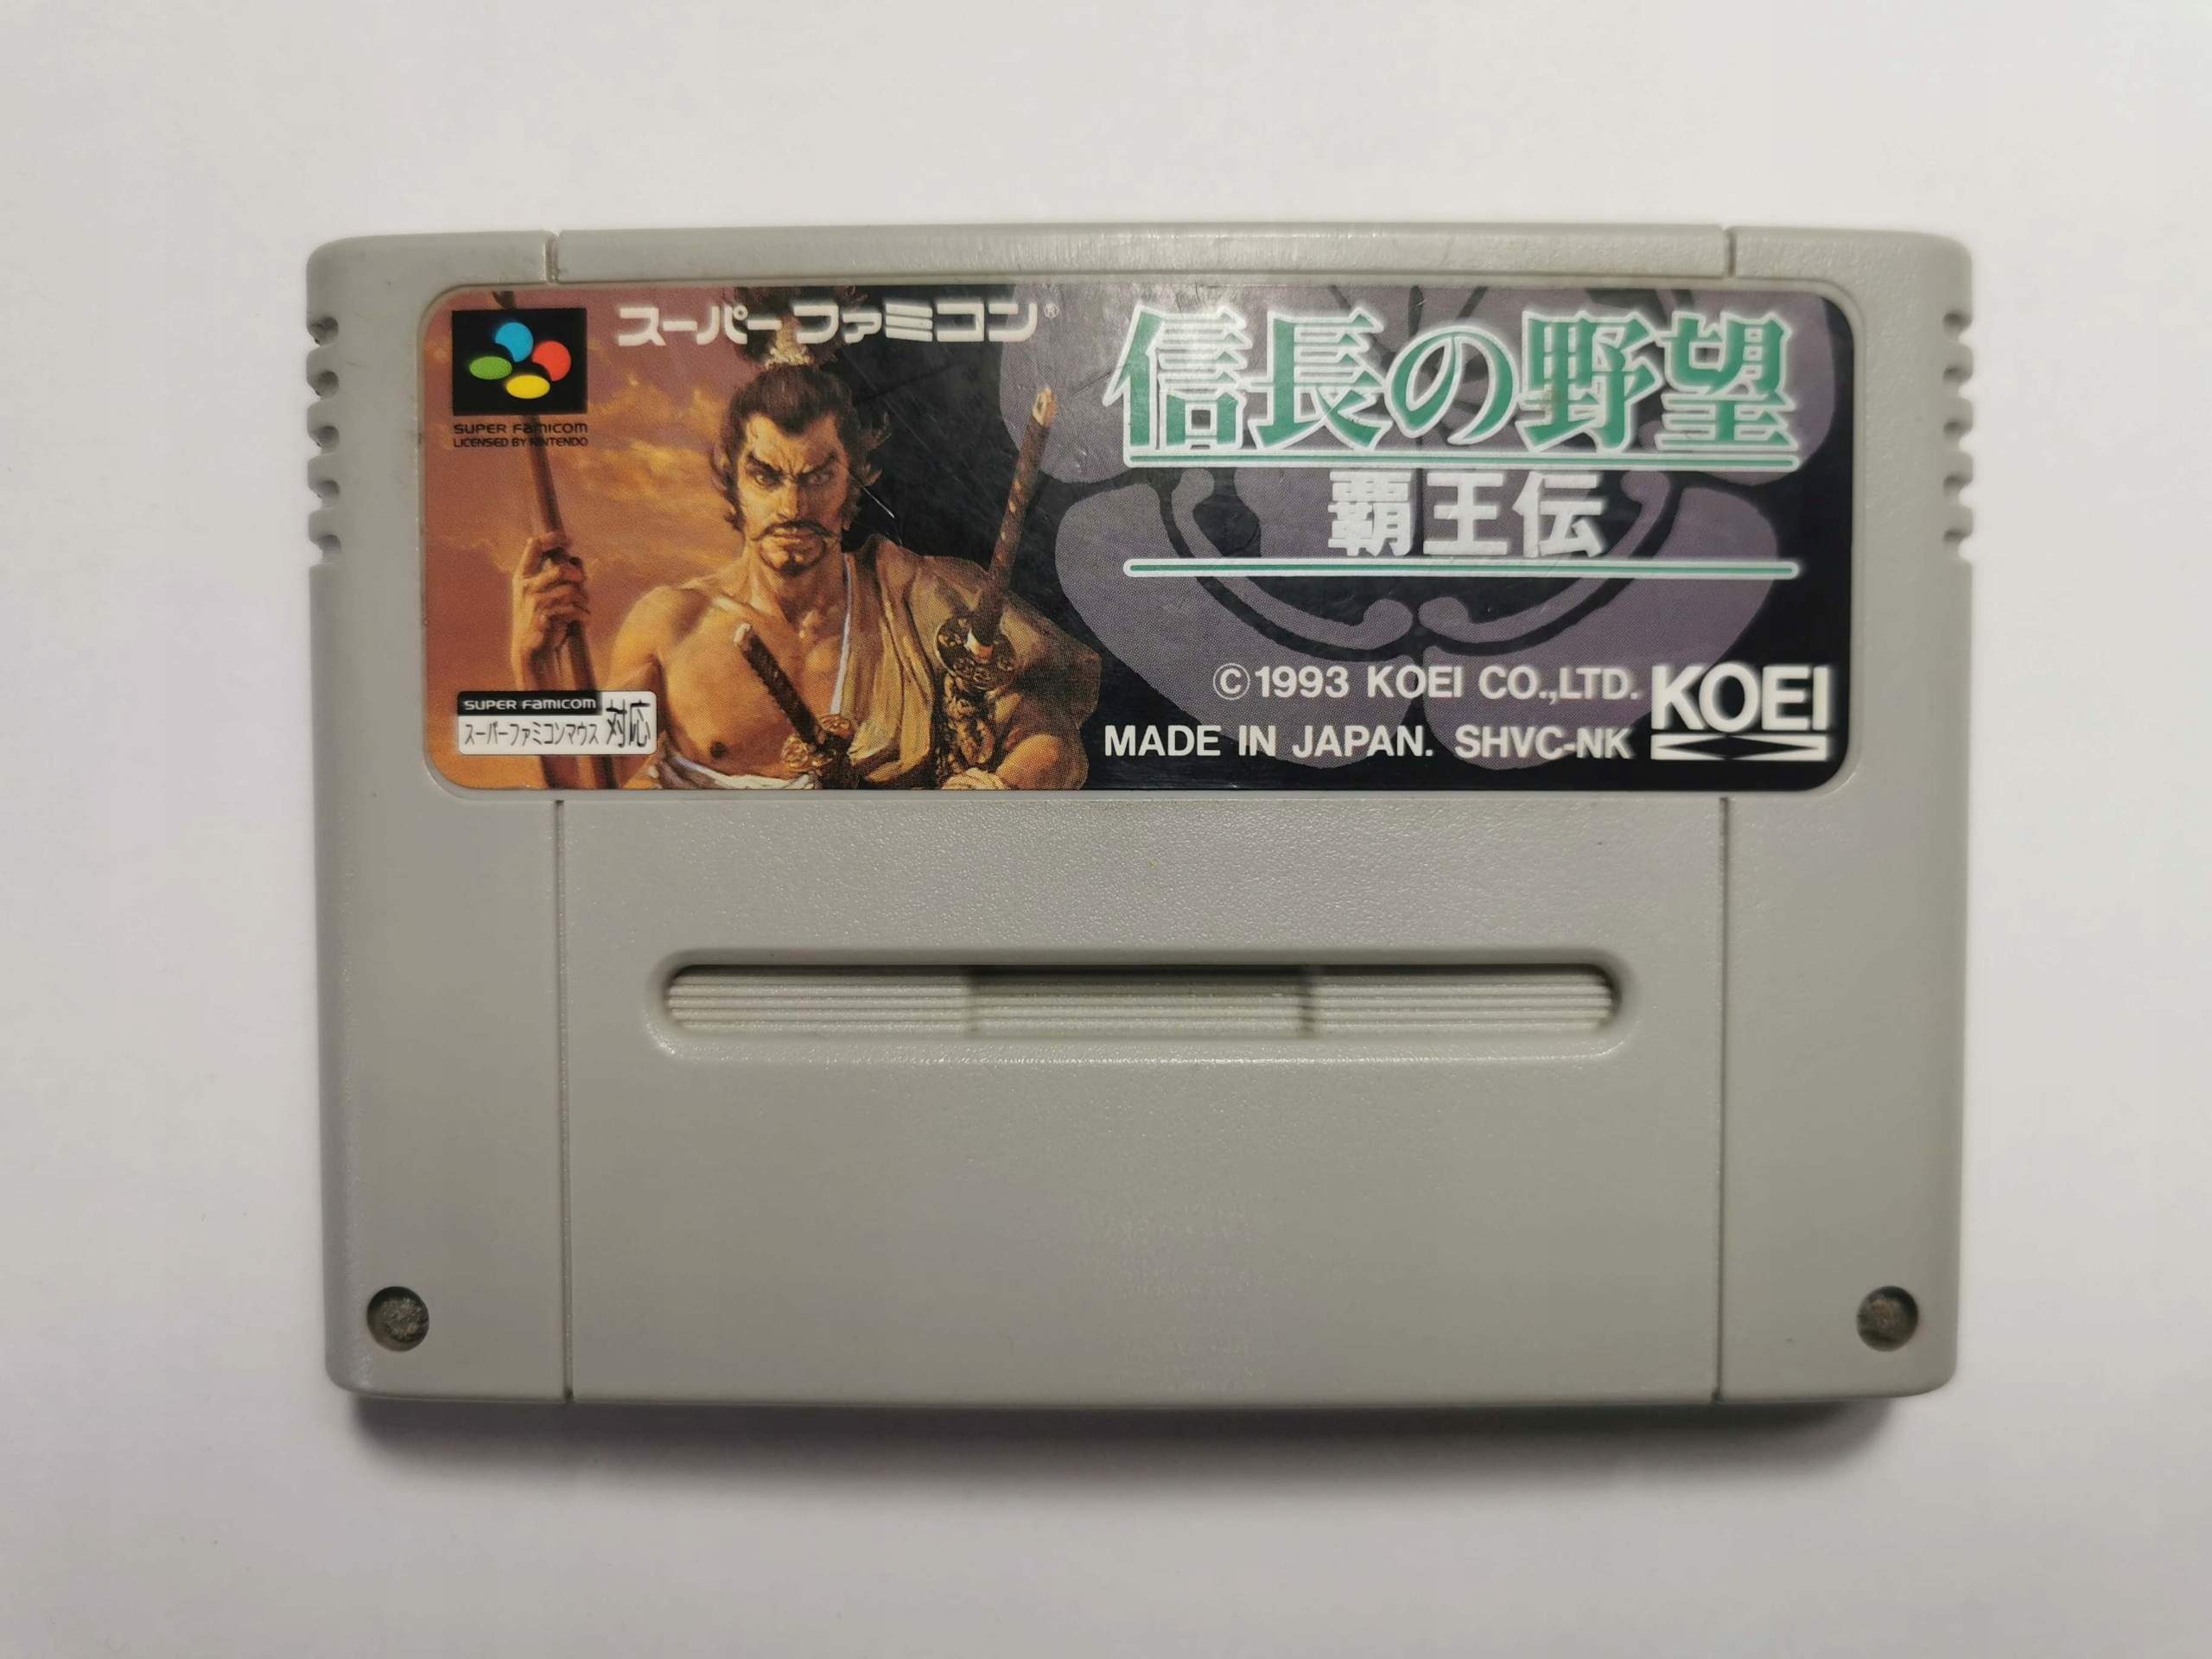 スーパーファミコン®
SUPER FAMICOM
LICENSED BY NINTENDO
信長の野望
覇王伝
SUPER FAMICOM
スーパーファミコンマウス 対応
©1993 KOEI CO.,LTD.
MADE IN JAPAN. SHVC-NK
KOEI